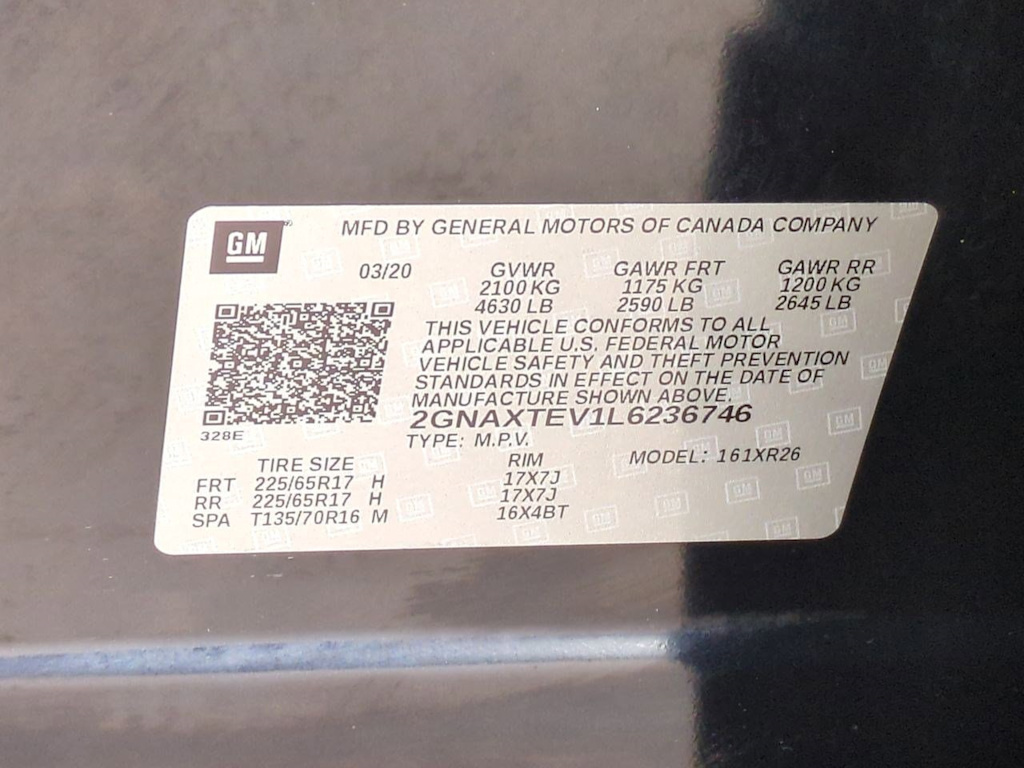 GM MFD BY GENERAL MOTORS OF CANADA COMPANY
03/20 GVWR GAWR FRT GAWR RR
2100 KG 1175 KG 1200 KG
4630 LB 2590 LB 2645 LB
THIS VEHICLE CONFORMS TO ALL
APPLICABLE U.S. FEDERAL MOTOR
VEHICLE SAFETY AND THEFT PREVENTION
STANDARDS IN EFFECT ON THE DATE OF
MANUFACTURE SHOWN ABOVE.
2GNAXTEV1L6236746
328E
TYPE: M.P.V.
TIRE SIZE RIM MODEL: 161XR26
FRT 225/65R17 H 17X7J
RR 225/65R17 H 17X7J
SPA T135/70R16 M 16X4BT